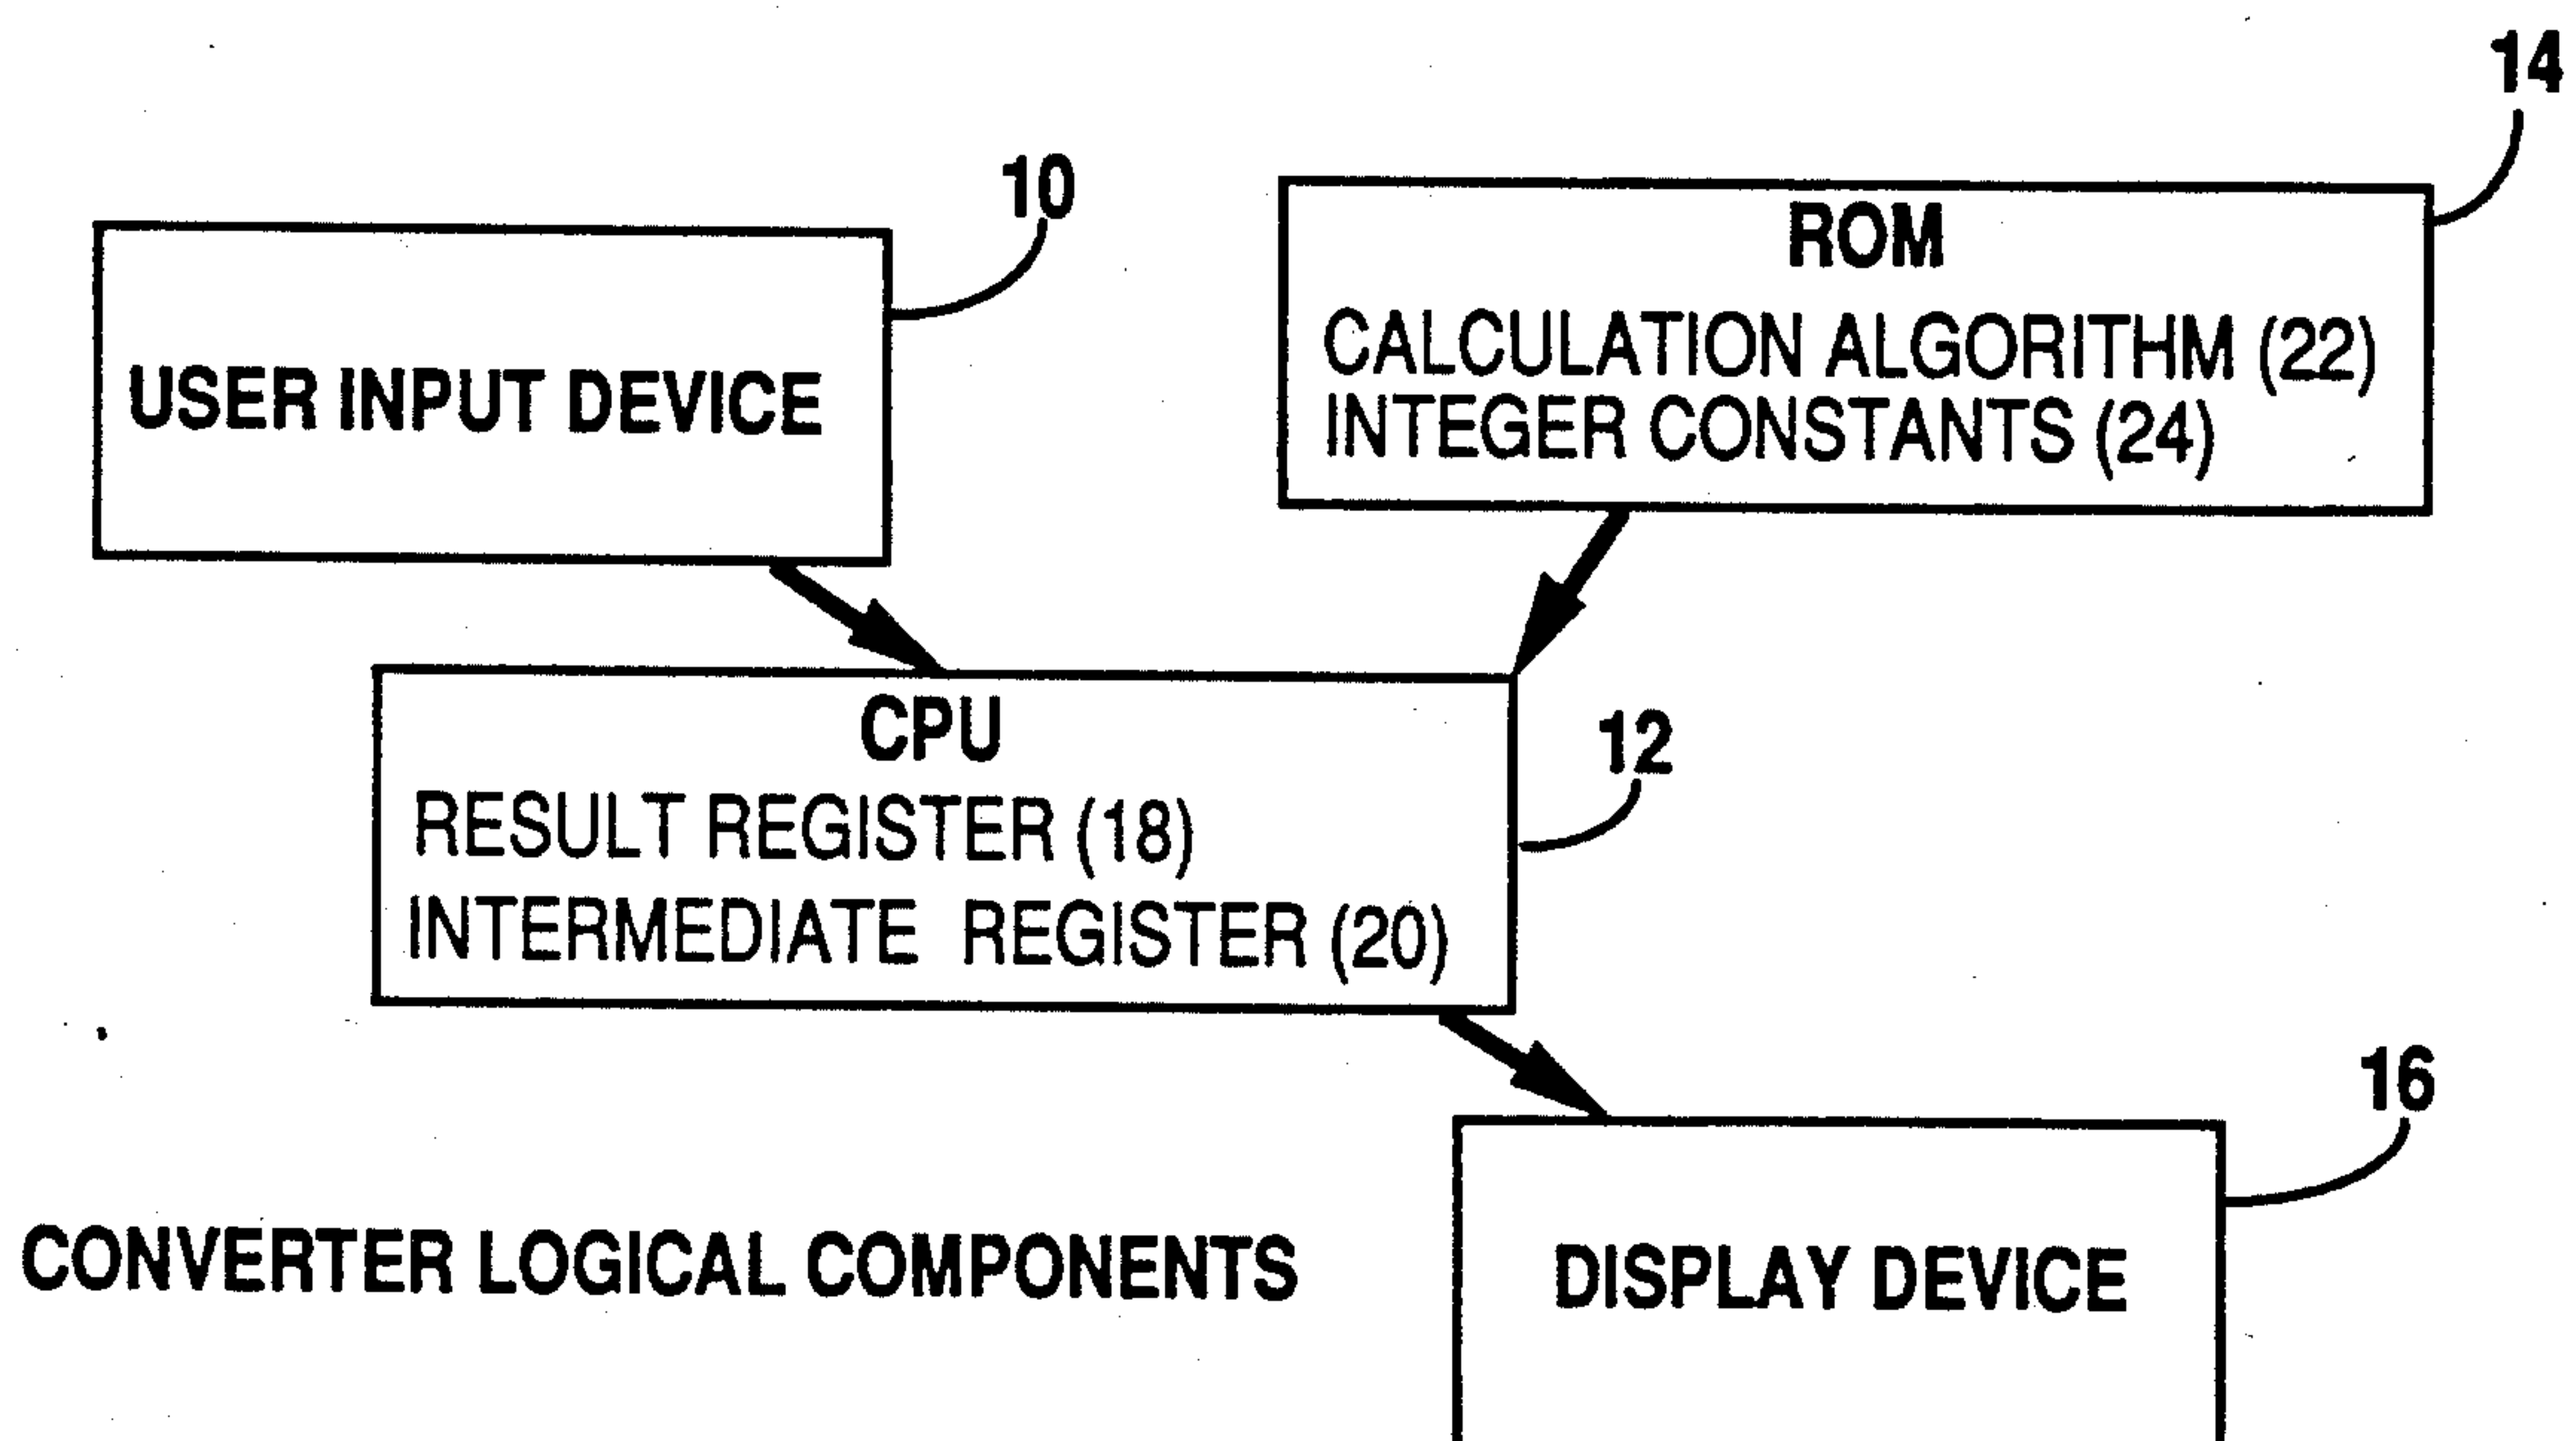 14
10
ROM
CALCULATION ALGORITHM (22)
INTEGER CONSTANTS (24)
USER INPUT DEVICE
CPU
RESULT REGISTER (18)
INTERMEDIATE REGISTER (20)
12
16
CONVERTER LOGICAL COMPONENTS
DISPLAY DEVICE